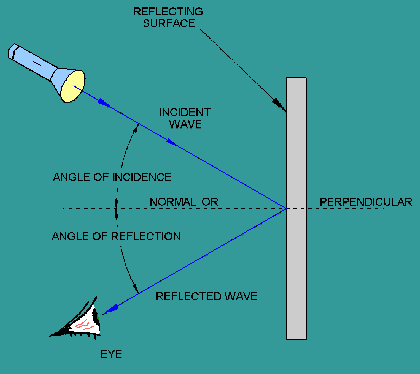 REFLECTING
SURFACE
INCIDENT
WAVE
ANGLE OF INCIDENCE
NORMAL OR PERPENDICULAR
ANGLE OF REFLECTION
REFLECTED WAVE
EYE